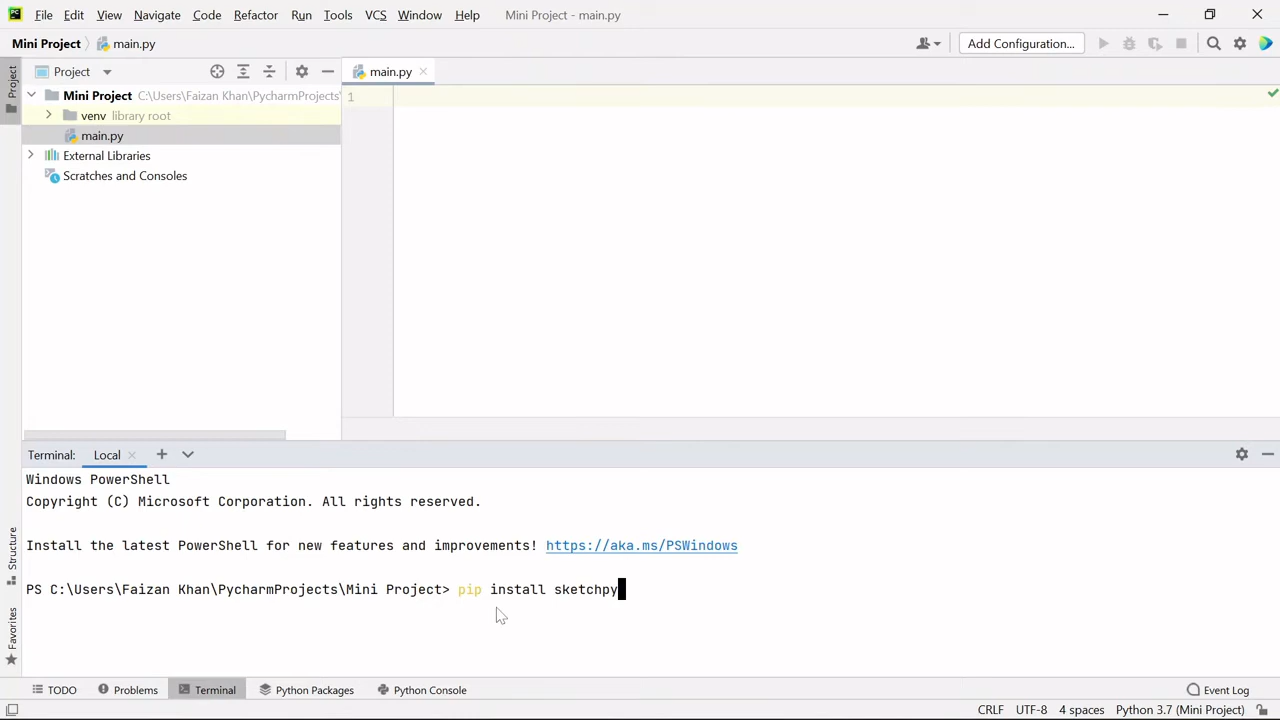 PC File Edit View Navigate Code Refactor Run Tools VCS Window Help Mini Project - main.py
Mini Project main.py Add Configuration...
Project Project main.py
Mini Project C:\Users\Faizan Khan\PycharmProjects\
1
venv library root
main.py
External Libraries
Scratches and Consoles
Terminal: Local
Windows PowerShell
Copyright (C) Microsoft Corporation. All rights reserved.
Install the latest PowerShell for new features and improvements! https://aka.ms/PSWindows
PS C:\Users\Faizan Khan\PycharmProjects\Mini Project> pip install sketchpy
Structure
Favorites
TODO Problems Terminal Python Packages Python Console Event Log
CRLF UTF-8 4 spaces Python 3.7 (Mini Project)